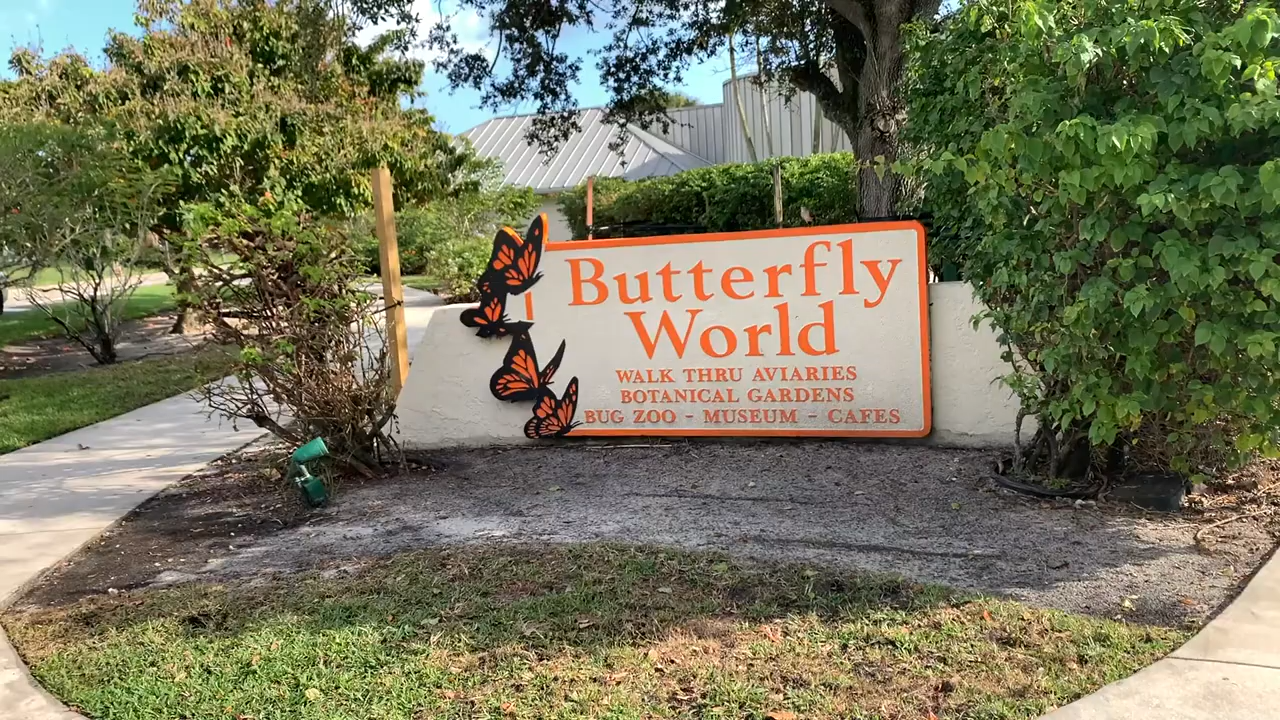 Butterfly
World
WALK THRU AVIARIES
BOTANICAL GARDENS
BUG ZOO - MUSEUM - CAFES